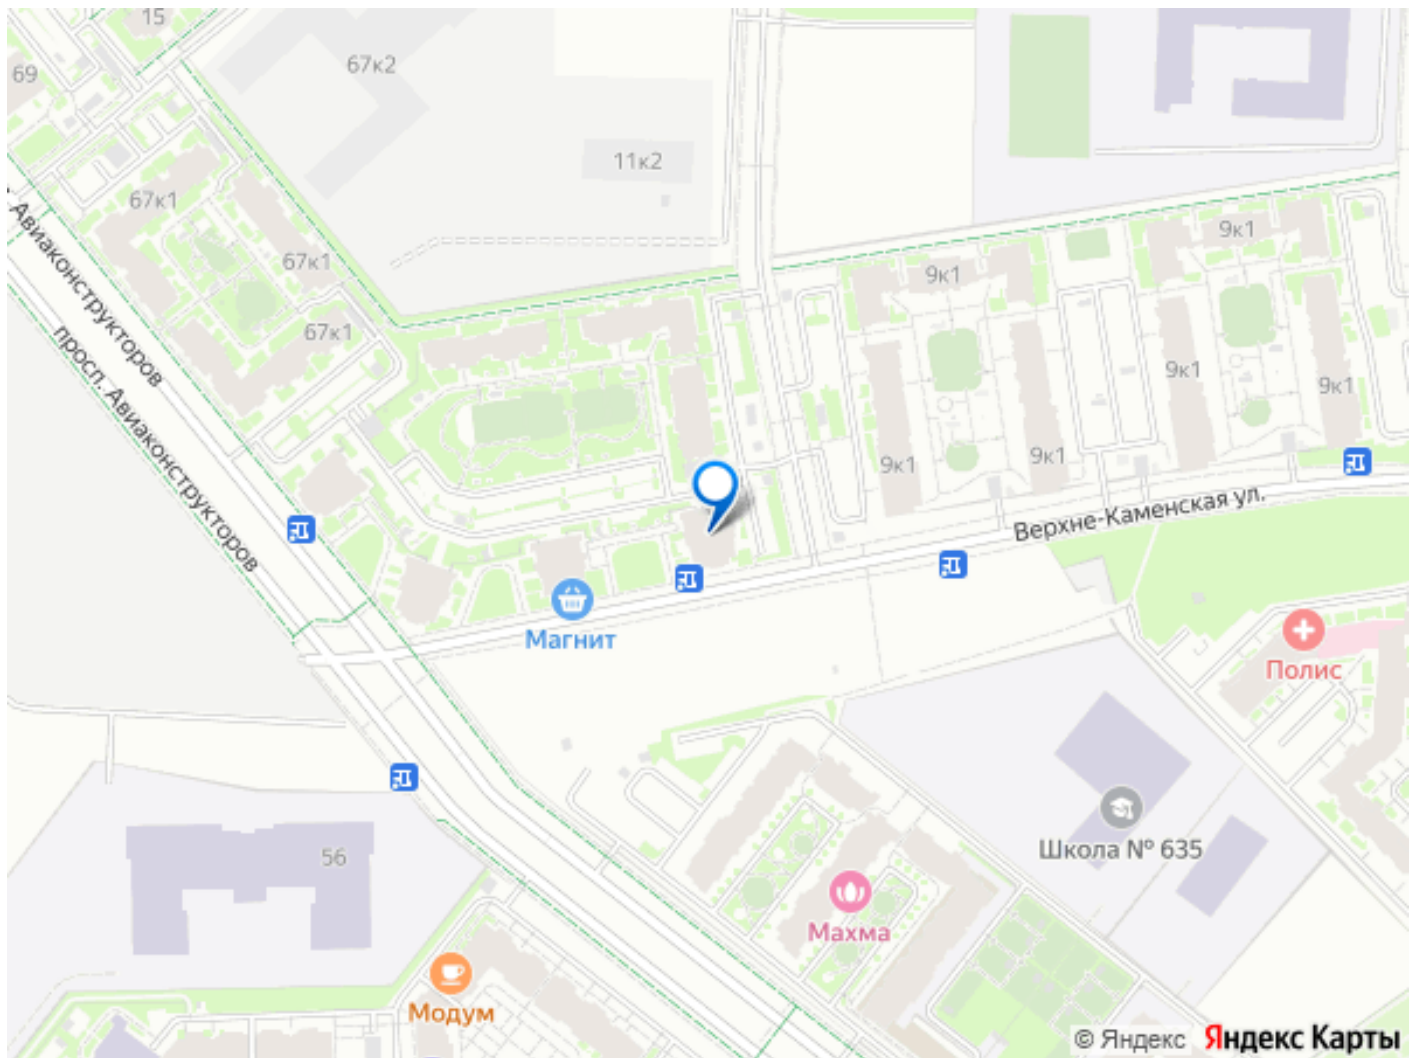 15
69
67к2
11к2
67к1
67к1
67к1
9к1
9к1
9к1
9к1
9к1
9к1
Авиаконструкторов
просп. Авиаконструкторов
Верхне-Каменская ул.
Магнит
Полис
Школа № 635
56
Махма
Модум
© Яндекс Яндекс Карты